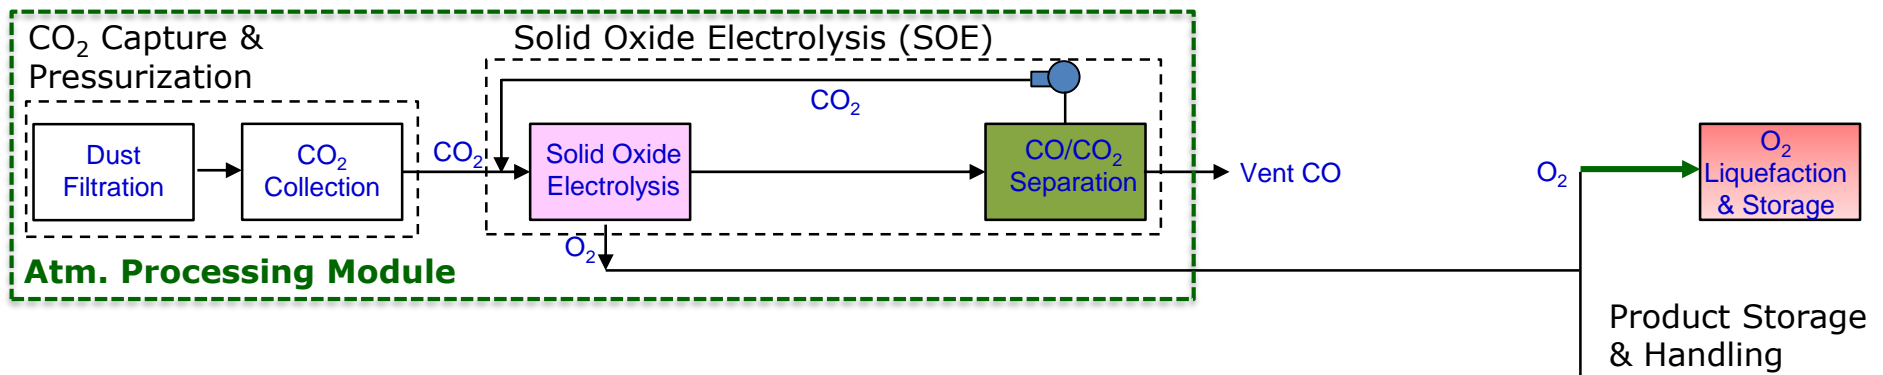 CO₂ Capture &
Pressurization
Solid Oxide Electrolysis (SOE)
CO₂
Dust
Filtration
CO₂
Collection
CO₂
Solid Oxide
Electrolysis
CO/CO₂
Separation
Vent CO
O₂
O₂
Liquefaction
& Storage
O₂
Atm. Processing Module
Product Storage
& Handling